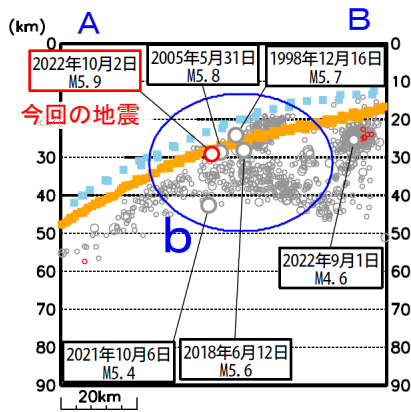 A
B
(km)
(km)
2022年10月2日
M5.9
2005年5月31日
M5.8
1998年12月16日
M5.7
今回の地震
b
2022年9月1日
M4.6
2021年10月6日
M5.4
2018年6月12日
M5.6
0
10
20
30
40
50
60
70
80
90
0
10
20
30
40
50
60
70
80
90
20km